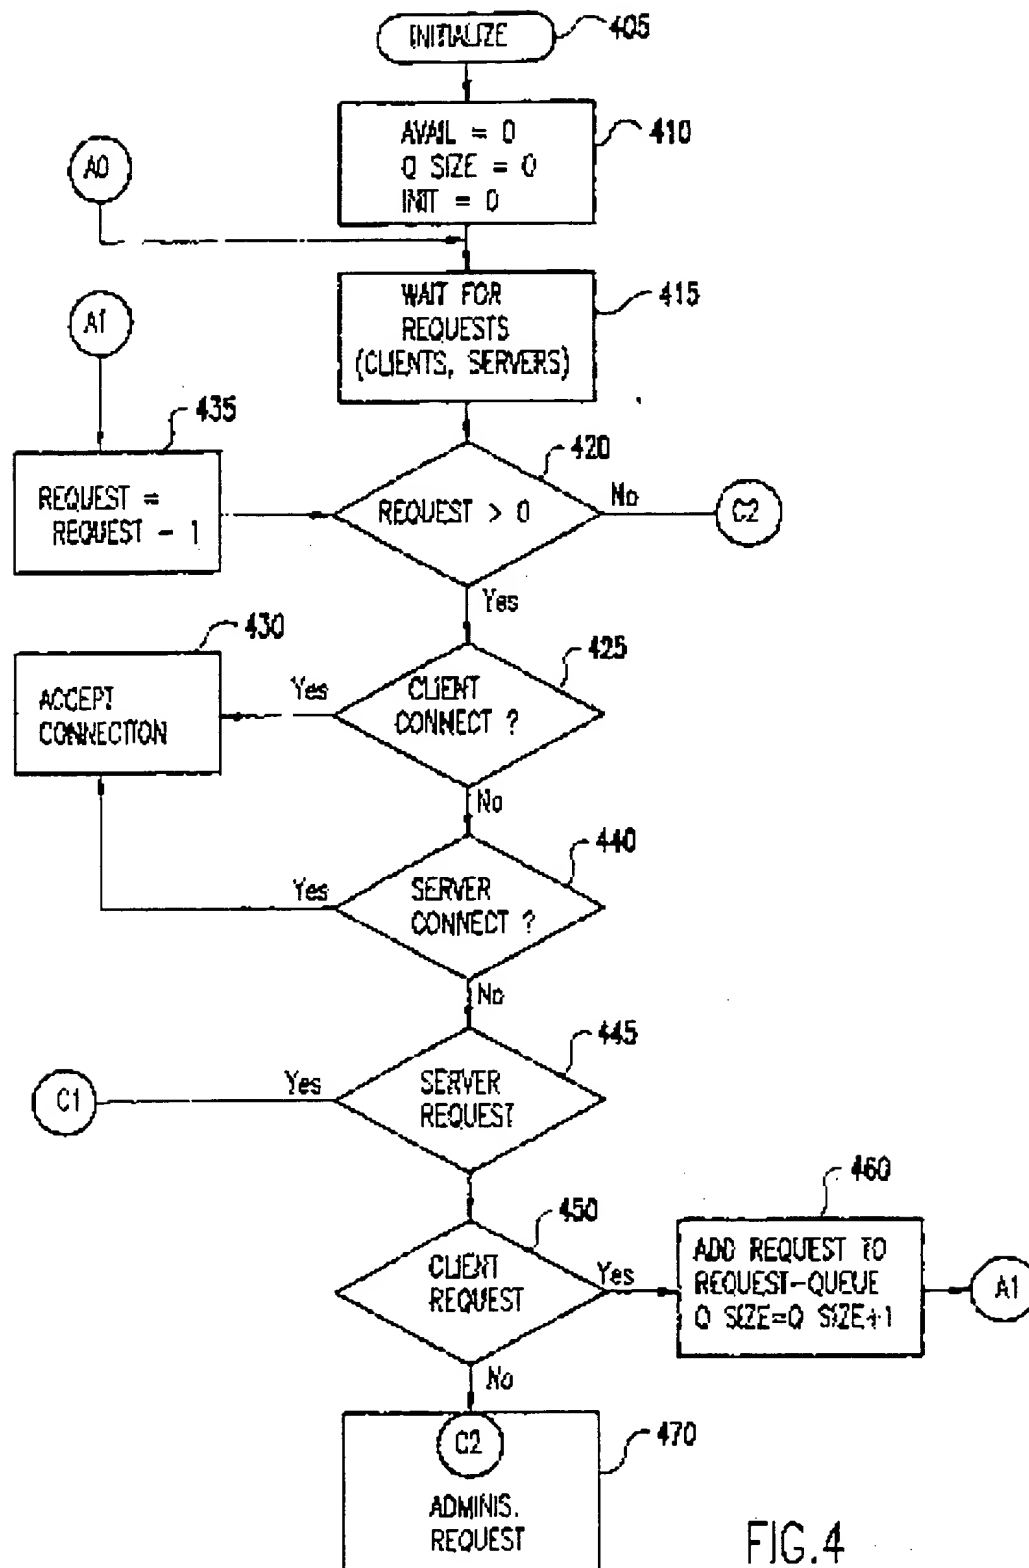 INITIALIZE
405
AVAIL = 0
Q SIZE = 0
INIT = 0
410
A0
WAIT FOR
REQUESTS
(CLIENTS, SERVERS)
415
A1
435
REQUEST =
REQUEST - 1
REQUEST > 0
420
No
C2
Yes
430
ACCEPT
CONNECTION
Yes
CLIENT
CONNECT ?
425
No
Yes
SERVER
CONNECT ?
440
No
C1
Yes
SERVER
REQUEST
445
CLIENT
REQUEST
450
Yes
ADD REQUEST TO
REQUEST-QUEUE
Q SIZE=Q SIZE+1
460
A1
No
C2
ADMINIS.
REQUEST
470
FIG.4